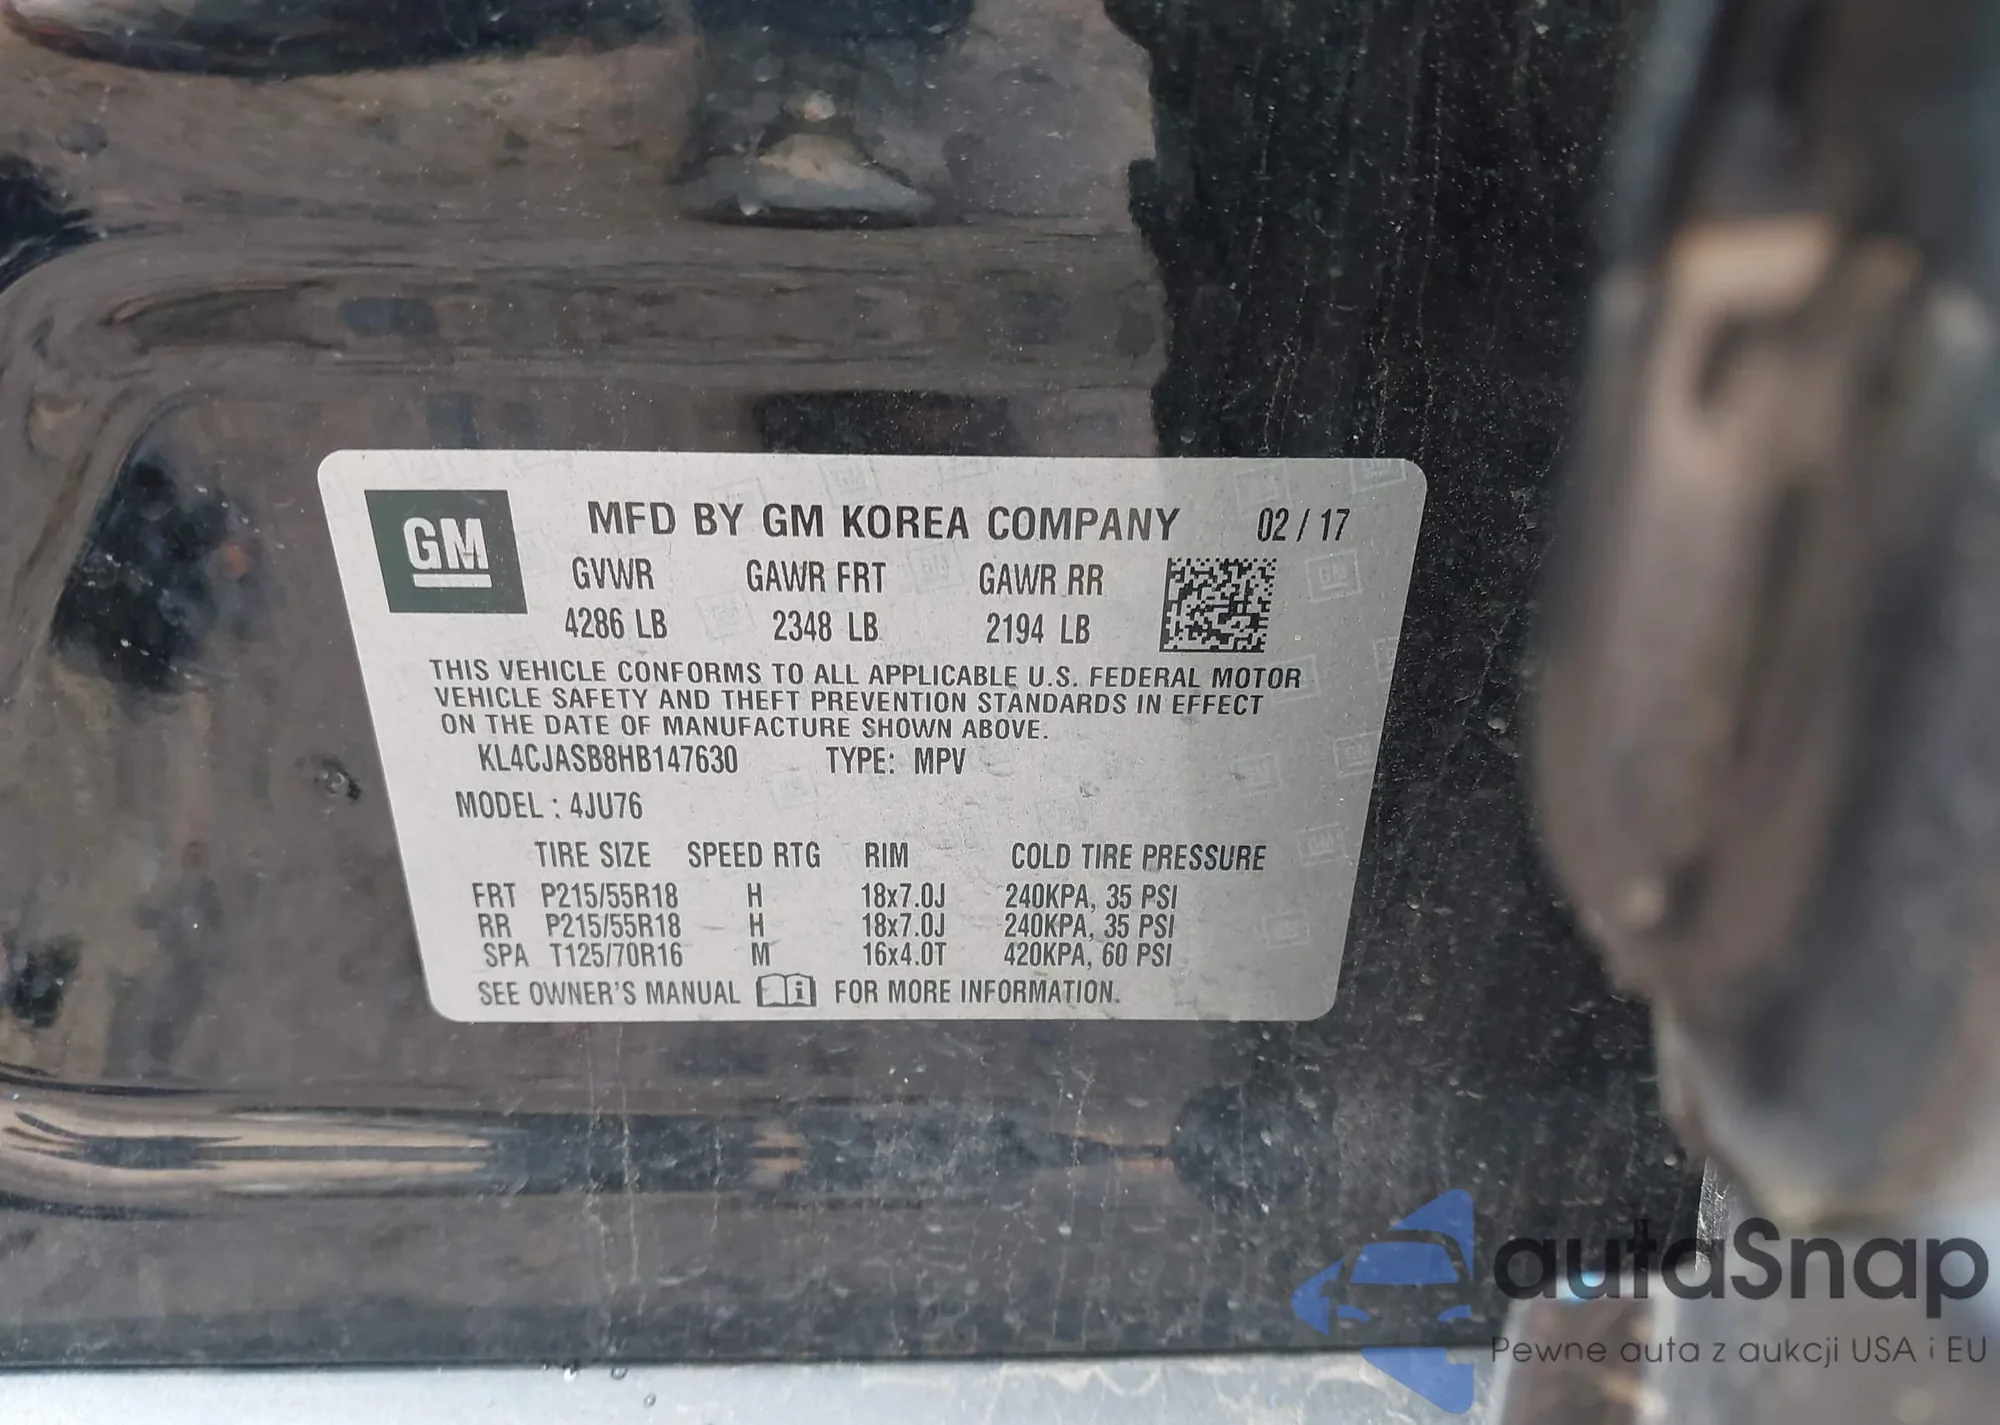 GM
MFD BY GM KOREA COMPANY 02 / 17
GVWR GAWR FRT GAWR RR
4286 LB 2348 LB 2194 LB
THIS VEHICLE CONFORMS TO ALL APPLICABLE U.S. FEDERAL MOTOR
VEHICLE SAFETY AND THEFT PREVENTION STANDARDS IN EFFECT
ON THE DATE OF MANUFACTURE SHOWN ABOVE.
KL4CJASB8HB147630 TYPE: MPV
MODEL : 4JU76
TIRE SIZE SPEED RTG RIM COLD TIRE PRESSURE
FRT P215/55R18 H 18x7.0J 240KPA, 35 PSI
RR P215/55R18 H 18x7.0J 240KPA, 35 PSI
SPA T125/70R16 M 16x4.0T 420KPA, 60 PSI
SEE OWNER'S MANUAL i FOR MORE INFORMATION.
autaSnap
Pewne auta z aukcji USA i EU